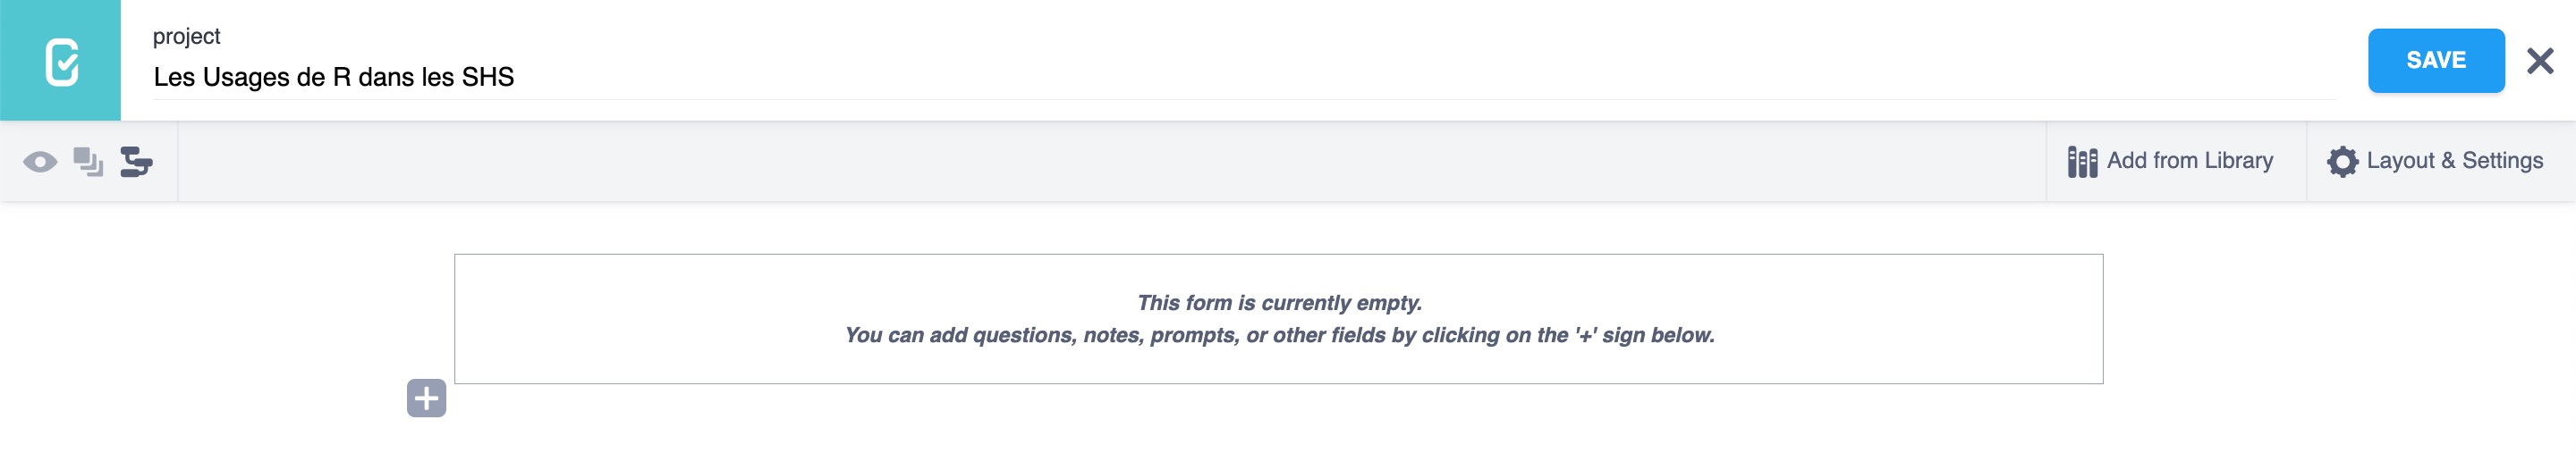 project
Les Usages de R dans les SHS
SAVE
Add from Library
Layout & Settings
This form is currently empty.
You can add questions, notes, prompts, or other fields by clicking on the '+' sign below.